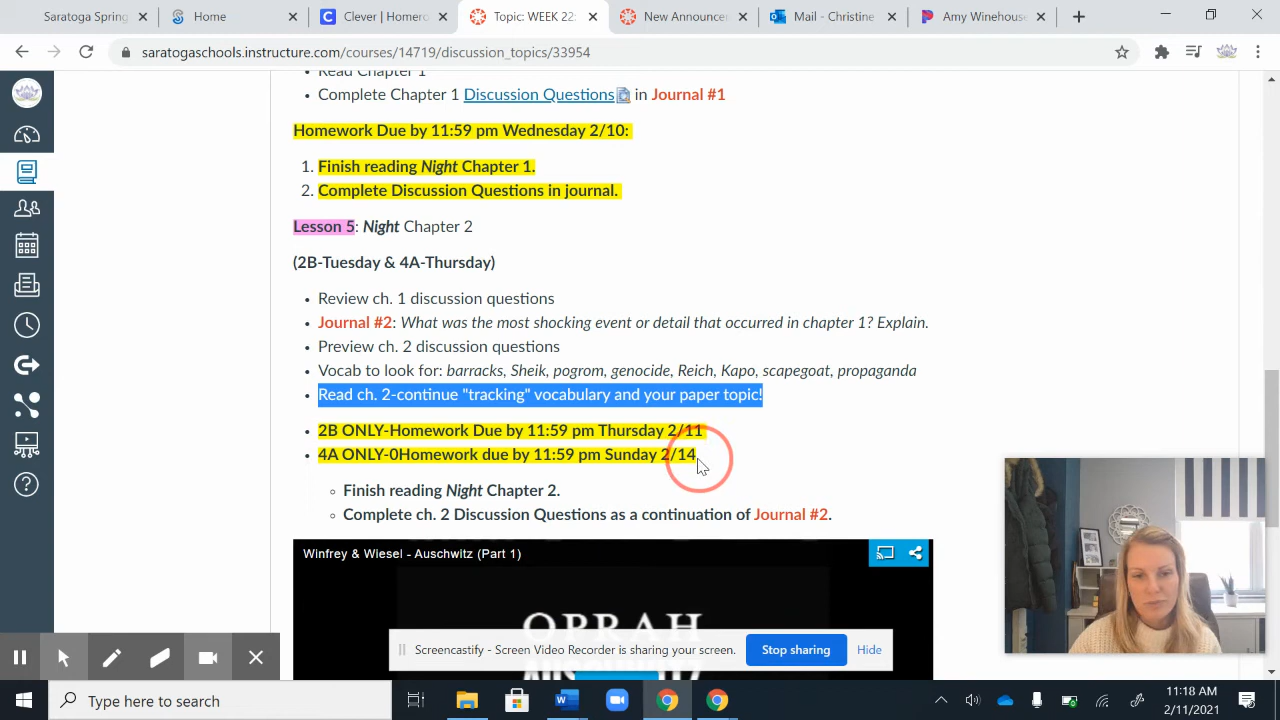 Saratoga Spring
Home
Clever | Homero
Topic: WEEK 22:
New Announce
Mail - Christine
Amy Winehouse
saratogaschools.instructure.com/courses/14719/discussion_topics/33954
Read Chapter 1
Complete Chapter 1 Discussion Questions in Journal #1
Homework Due by 11:59 pm Wednesday 2/10:
1. Finish reading Night Chapter 1.
2. Complete Discussion Questions in journal.
Lesson 5: Night Chapter 2
(2B-Tuesday & 4A-Thursday)
Review ch. 1 discussion questions
Journal #2: What was the most shocking event or detail that occurred in chapter 1? Explain.
Preview ch. 2 discussion questions
Vocab to look for: barracks, Sheik, pogrom, genocide, Reich, Kapo, scapegoat, propaganda
Read ch. 2-continue "tracking" vocabulary and your paper topic!
2B ONLY-Homework Due by 11:59 pm Thursday 2/11
4A ONLY-0Homework due by 11:59 pm Sunday 2/14
Finish reading Night Chapter 2.
Complete ch. 2 Discussion Questions as a continuation of Journal #2.
Winfrey & Wiesel - Auschwitz (Part 1)
OPRAH
AUSCHWITZ
Screencastify - Screen Video Recorder is sharing your screen.
Stop sharing
Hide
Type here to search
11:18 AM
2/11/2021